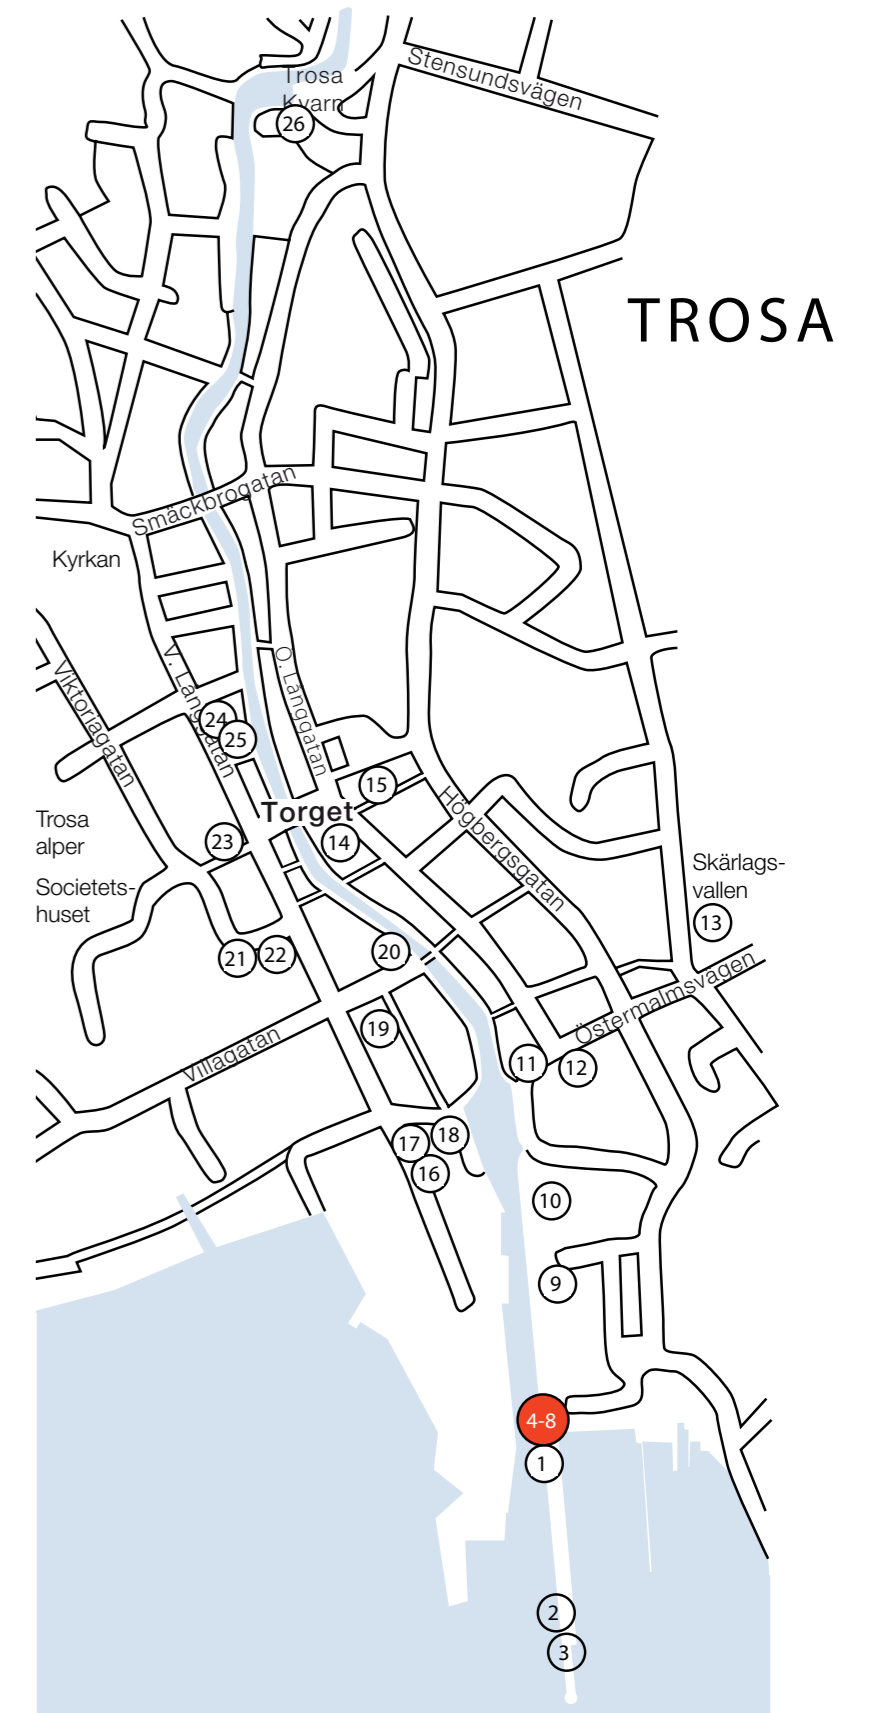 Stensundsvägen
Trosa
Kvarn
26
TROSA
Smäckbrogatan
Kyrkan
V. Långgatan
Ö. Långgatan
Viktoriagatan
24
25
15
Torget
Högbergsgatan
Trosa
alper
23
14
Societets-
huset
Skärlags-
vallen
13
21
22
20
Östermalmsvägen
19
Villagatan
11
12
17
18
16
10
9
4-8
1
2
3